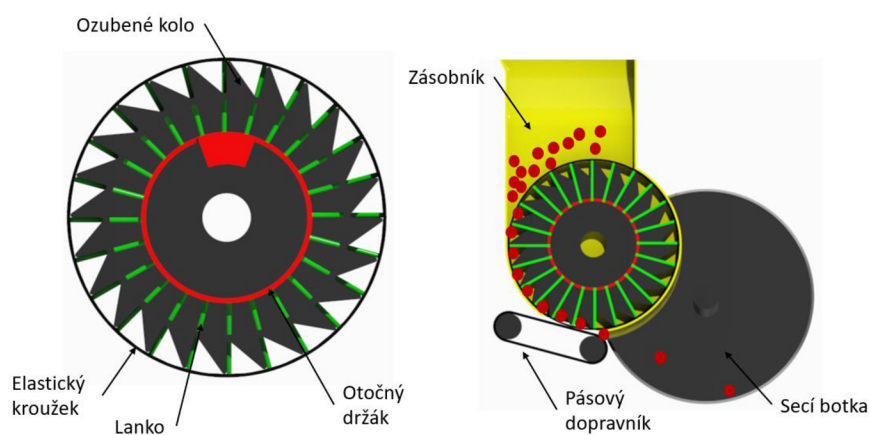 Ozubené kolo
Elastický
kroužek
Lanko
Otočný
držák
Zásobník
Pásový
dopravník
Secí botka